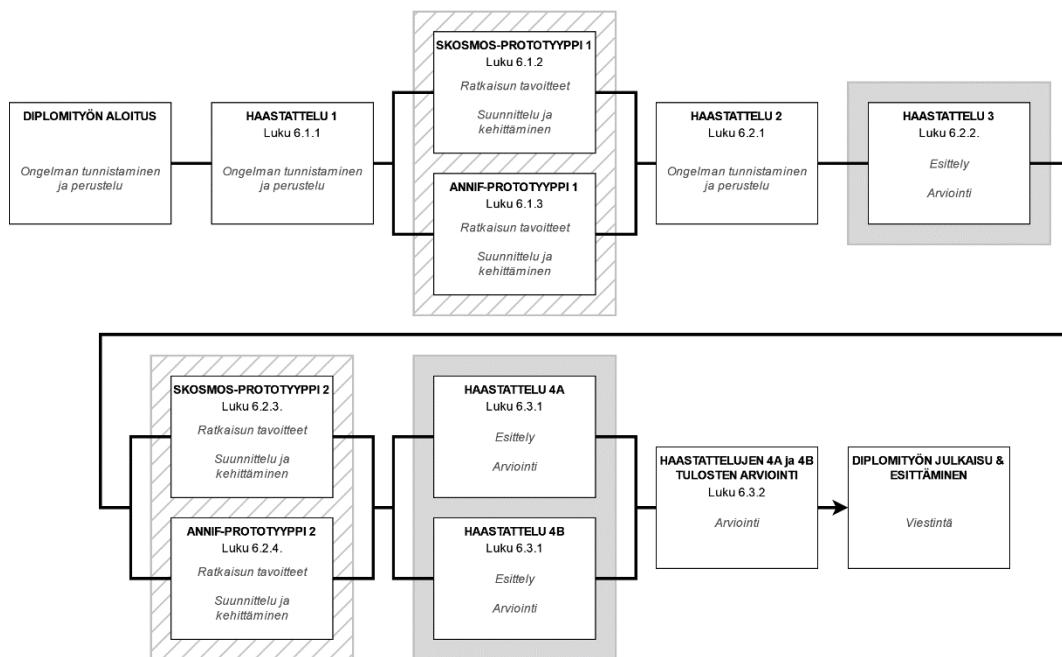 DIPLOMITYÖN ALOITUS
Ongelman tunnistaminen
ja perustelu
HAASTATTELU 1
Luku 6.1.1
Ongelman tunnistaminen
ja perustelu
SKOSMOS-PROTOTYYPPI 1
Luku 6.1.2
Ratkaisun tavoitteet
Suunnittelu ja
kehittäminen
ANNIF-PROTOTYYPPI 1
Luku 6.1.3
Ratkaisun tavoitteet
Suunnittelu ja
kehittäminen
HAASTATTELU 2
Luku 6.2.1
Ongelman tunnistaminen
ja perustelu
HAASTATTELU 3
Luku 6.2.2.
Esittely
Arviointi
SKOSMOS-PROTOTYYPPI 2
Luku 6.2.3.
Ratkaisun tavoitteet
Suunnittelu ja
kehittäminen
ANNIF-PROTOTYYPPI 2
Luku 6.2.4.
Ratkaisun tavoitteet
Suunnittelu ja
kehittäminen
HAASTATTELU 4A
Luku 6.3.1
Esittely
Arviointi
HAASTATTELU 4B
Luku 6.3.1
Esittely
Arviointi
HAASTATTELUJEN 4A ja 4B
TULOSTEN ARVIOINTI
Luku 6.3.2
Arviointi
DIPLOMITYÖN JULKAISU &
ESITTÄMINEN
Viestintä